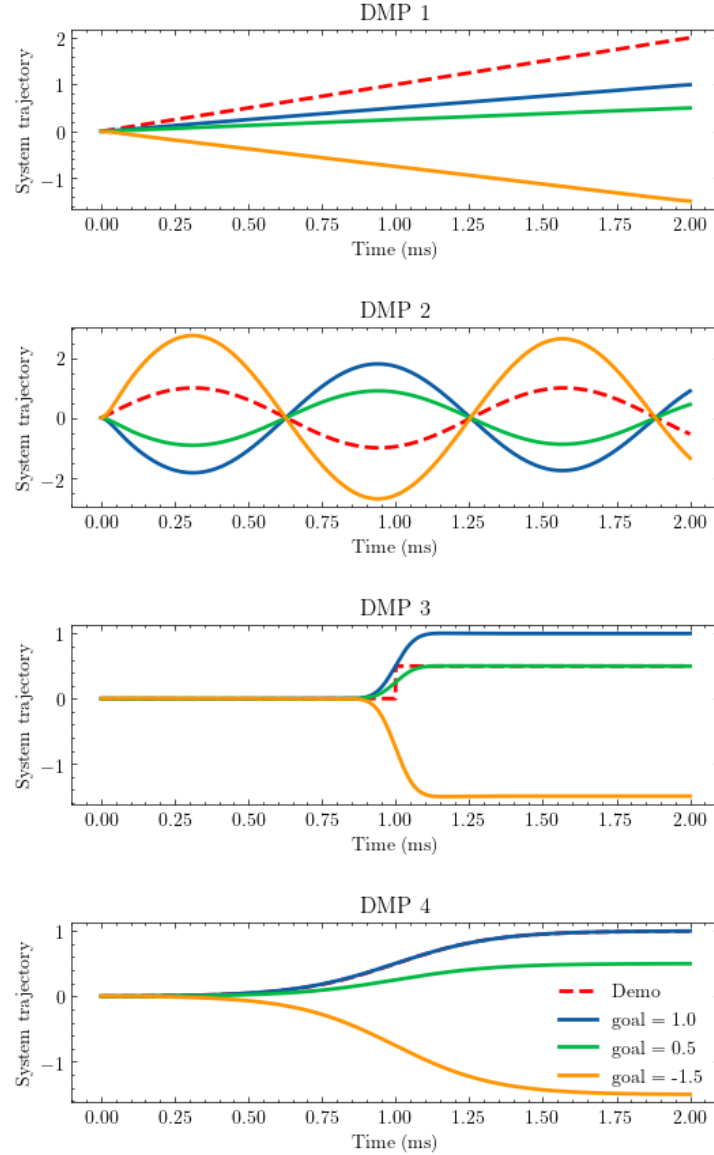 DMP 1
System trajectory
2
1
0
−1
0.00 0.25 0.50 0.75 1.00 1.25 1.50 1.75 2.00
Time (ms)
DMP 2
System trajectory
2
0
−2
0.00 0.25 0.50 0.75 1.00 1.25 1.50 1.75 2.00
Time (ms)
DMP 3
System trajectory
1
0
−1
0.00 0.25 0.50 0.75 1.00 1.25 1.50 1.75 2.00
Time (ms)
DMP 4
System trajectory
1
0
−1
Demo
goal = 1.0
goal = 0.5
goal = -1.5
0.00 0.25 0.50 0.75 1.00 1.25 1.50 1.75 2.00
Time (ms)